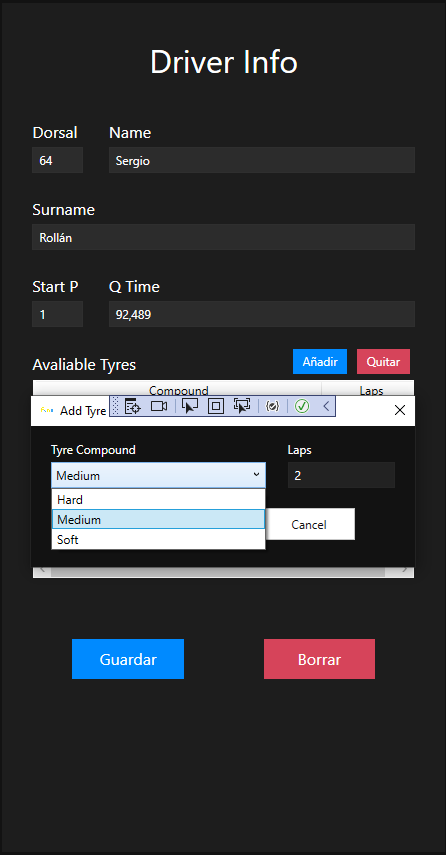 Driver Info
Dorsal Name
64 Sergio
Surname
Rollán
Start P Q Time
1 92,489
Avaliable Tyres Añadir Quitar
Compound Laps
Add Tyre
Tyre Compound Laps
Medium 2
Hard
Medium
Soft
Cancel
Guardar Borrar